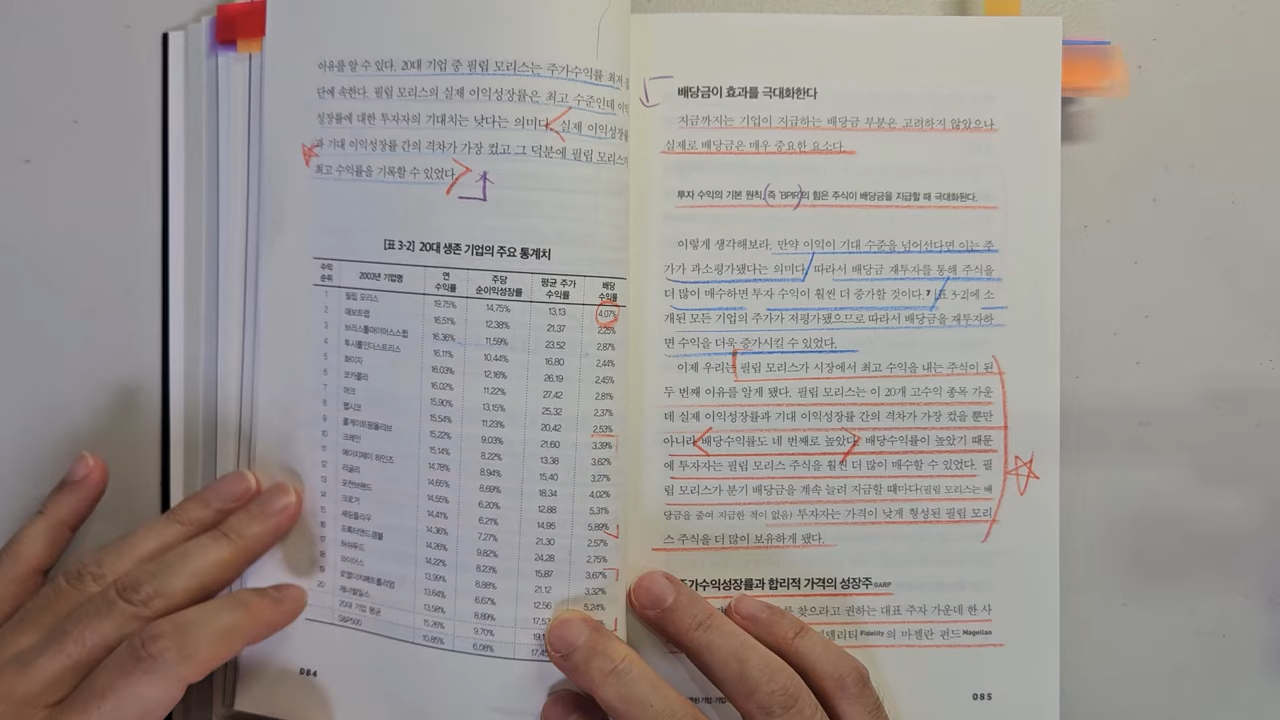 이유를 알 수 있다. 20대 기업 중 필립 모리스는 주가수익률 최저
단에 속한다. 필립 모리스의 실제 이익성장률은 최고 수준인데 이익
성장률에 대한 투자자의 기대치는 낮다는 의미다. 실제 이익성장률
과 기대 이익성장률 간의 격차가 가장 컸고 그 덕분에 필립 모리스가
최고 수익률을 기록할 수 있었다.
[표 3-2] 20대 생존 기업의 주요 통계치
수익 순위 2003년 기업명 연 수익률 주당 순이익성장률 평균 주가 수익률 배당 수익률
1 필립 모리스 19.75% 14.75% 13.13 4.07%
2 애보트랩 16.51% 12.38% 21.37 2.25%
3 브리스톨마이어스스큅 16.36% 11.59% 23.52 2.87%
4 투시롤인더스트리스 16.11% 10.44% 16.80 2.44%
5 화이자 16.03% 12.16% 26.19 2.45%
6 코카콜라 16.02% 11.22% 27.42 2.81%
7 머크 15.90% 13.15% 25.32 2.37%
8 펩시코 15.54% 11.23% 20.42 2.53%
9 콜게이트팜올리브 15.22% 9.03% 21.60 3.39%
10 크레인 15.14% 8.22% 13.38 3.62%
11 에이치제이 하인즈 14.78% 8.94% 15.40 3.27%
12 리글리 14.65% 8.69% 18.34 4.02%
13 포천브랜드 14.55% 6.20% 12.88 5.31%
14 크로거 14.41% 6.21% 14.95 5.89%
15 쉐링플라우 14.36% 7.27% 21.30 2.57%
16 프록터앤드갬블 14.26% 9.82% 24.28 2.75%
17 허쉬푸드 14.22% 8.23% 15.87 3.67%
18 와이어스 13.99% 8.88% 21.12 3.32%
19 로열더치페트롤리엄 13.64% 6.67% 12.56 5.24%
20 제너럴밀스 13.58% 8.89% 17.53
20대 기업 평균 15.26% 9.70%
S&P500 10.85% 6.08%
084
배당금이 효과를 극대화한다
지금까지는 기업이 지급하는 배당금 부분은 고려하지 않았으나
실제로 배당금은 매우 중요한 요소다.
투자 수익의 기본 원칙, 즉 'BPIR'의 힘은 주식이 배당금을 지급할 때 극대화된다.
이렇게 생각해보라. 만약 이익이 기대 수준을 넘어선다면 이는 주
가가 과소평가됐다는 의미다. 따라서 배당금 재투자를 통해 주식을
더 많이 매수하면 투자 수익이 훨씬 더 증가할 것이다.7 [표 3-2]에 소
개된 모든 기업의 주가가 저평가됐으므로 따라서 배당금을 재투자하
면 수익을 더욱 증가시킬 수 있었다.
이제 우리는 필립 모리스가 시장에서 최고 수익을 내는 주식이 된
두 번째 이유를 알게 됐다. 필립 모리스는 이 20개 고수익 종목 가운
데 실제 이익성장률과 기대 이익성장률 간의 격차가 가장 컸을 뿐만
아니라 배당수익률도 네 번째로 높았다. 배당수익률이 높았기 때문
에 투자자는 필립 모리스 주식을 훨씬 더 많이 매수할 수 있었다. 필
립 모리스가 분기 배당금을 계속 늘려 지급할 때마다(필립 모리스는 배
당금을 줄여 지급한 적이 없음) 투자자는 가격이 낮게 형성된 필립 모리
스 주식을 더 많이 보유하게 됐다.
주가수익성장률과 합리적 가격의 성장주GARP
를 찾으라고 권하는 대표 주자 가운데 한 사
델리티Fidelity의 마젤란 펀드Magellan
085